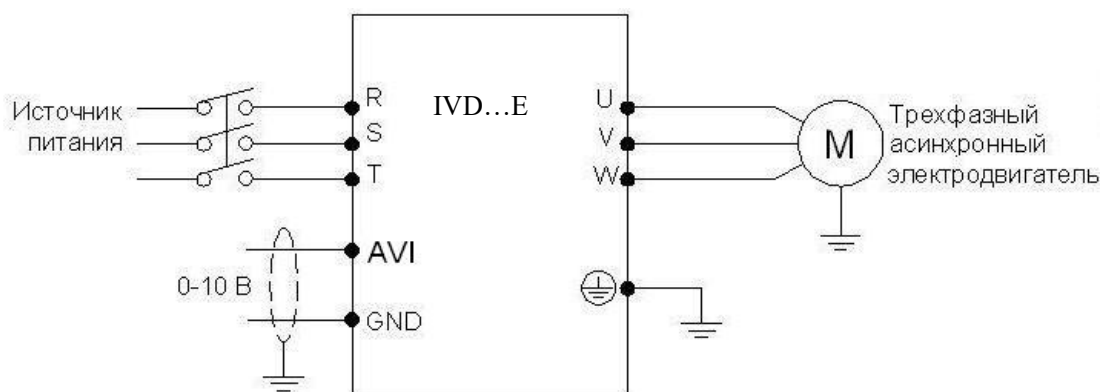 Источник
питания
R
S
T
IVD…E
U
V
W
M
Трехфазный
асинхронный
электродвигатель
AVI
0-10 В
GND